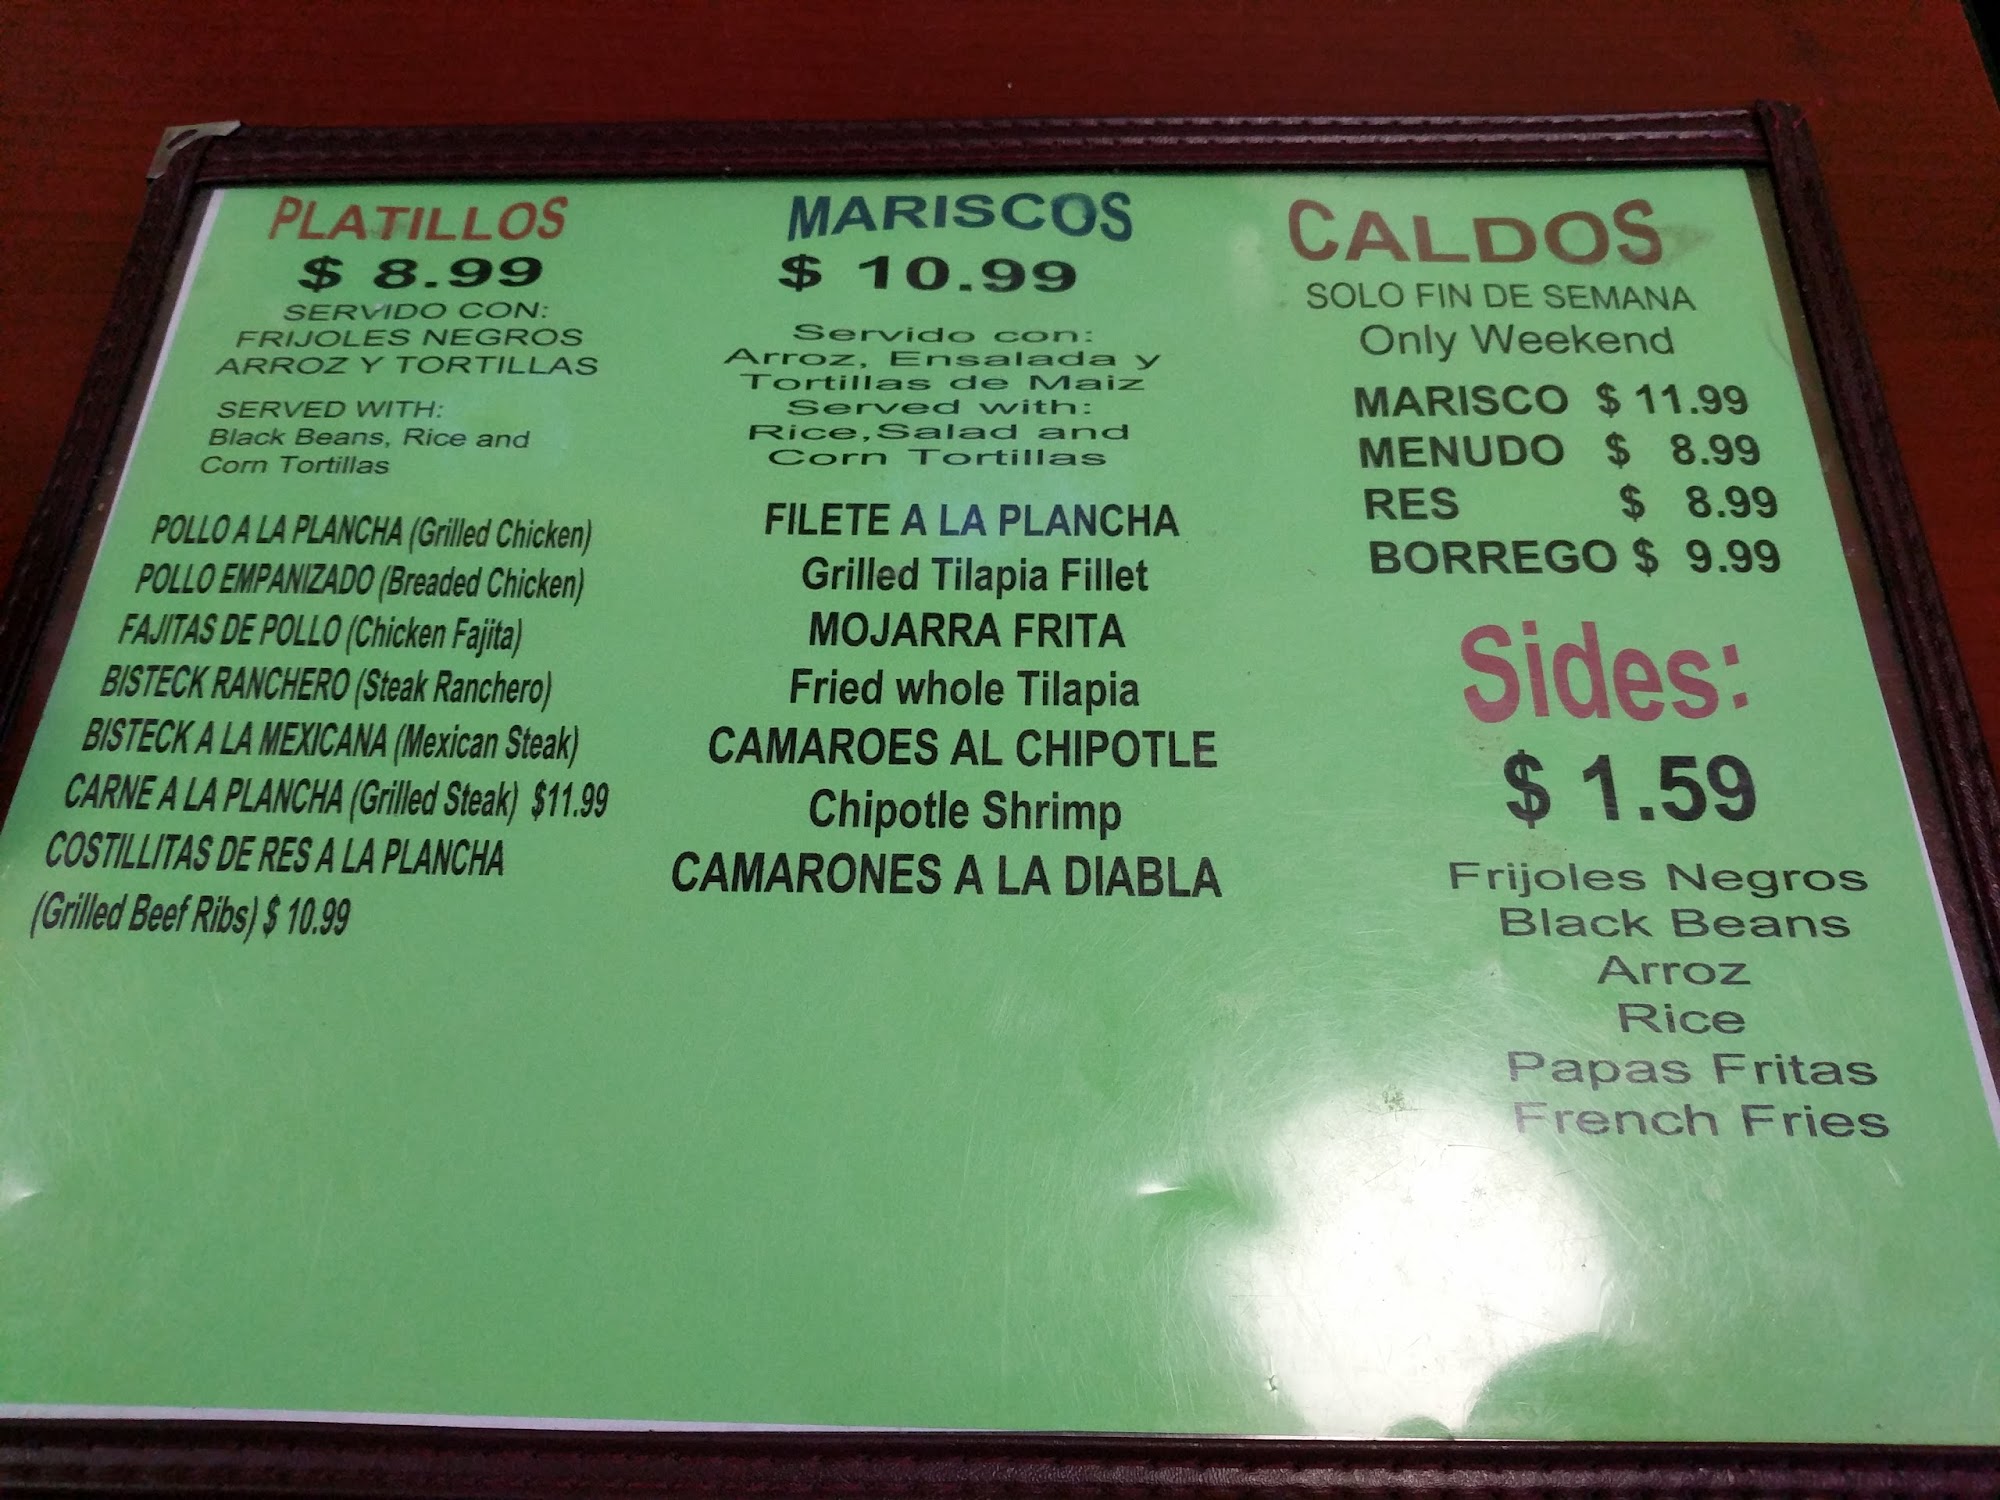 PLATILLOS
$ 8.99
SERVIDO CON:
FRIJOLES NEGROS
ARROZ Y TORTILLAS
SERVED WITH:
Black Beans, Rice and
Corn Tortillas
POLLO A LA PLANCHA (Grilled Chicken)
POLLO EMPANIZADO (Breaded Chicken)
FAJITAS DE POLLO (Chicken Fajita)
BISTECK RANCHERO (Steak Ranchero)
BISTECK A LA MEXICANA (Mexican Steak)
CARNE A LA PLANCHA (Grilled Steak) $11.99
COSTILLITAS DE RES A LA PLANCHA
(Grilled Beef Ribs) $ 10.99
MARISCOS
$ 10.99
Servido con:
Arroz, Ensalada y
Tortillas de Maiz
Served with:
Rice,Salad and
Corn Tortillas
FILETE A LA PLANCHA
Grilled Tilapia Fillet
MOJARRA FRITA
Fried whole Tilapia
CAMAROES AL CHIPOTLE
Chipotle Shrimp
CAMARONES A LA DIABLA
CALDOS
SOLO FIN DE SEMANA
Only Weekend
MARISCO $ 11.99
MENUDO $ 8.99
RES $ 8.99
BORREGO $ 9.99
Sides:
$ 1.59
Frijoles Negros
Black Beans
Arroz
Rice
Papas Fritas
French Fries